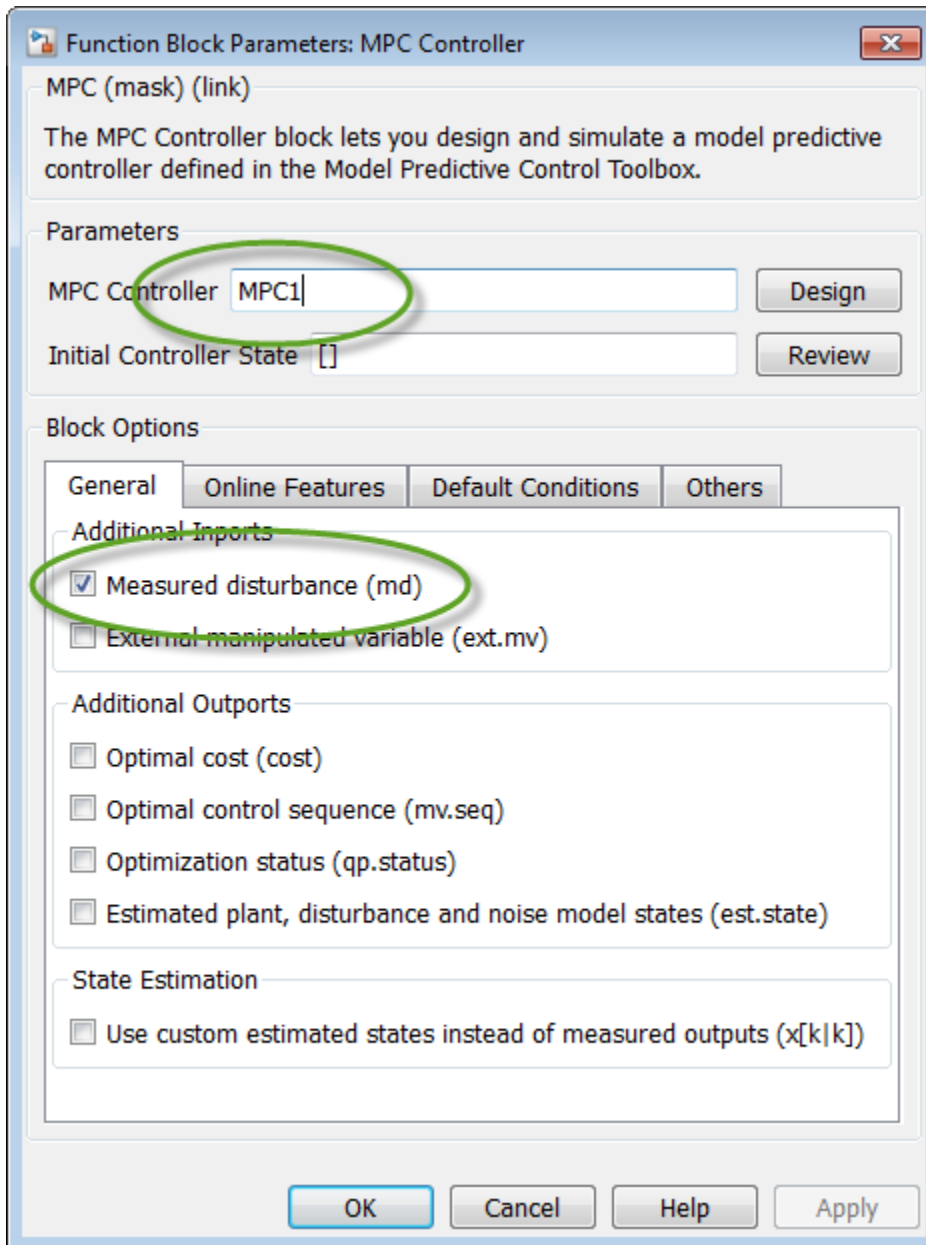 Function Block Parameters: MPC Controller
MPC (mask) (link)
The MPC Controller block lets you design and simulate a model predictive
controller defined in the Model Predictive Control Toolbox.
Parameters
MPC Controller MPC1 Design
Initial Controller State [] Review
Block Options
General Online Features Default Conditions Others
Additional Inports
Measured disturbance (md)
External manipulated variable (ext.mv)
Additional Outports
Optimal cost (cost)
Optimal control sequence (mv.seq)
Optimization status (qp.status)
Estimated plant, disturbance and noise model states (est.state)
State Estimation
Use custom estimated states instead of measured outputs (x[k|k])
OK Cancel Help Apply